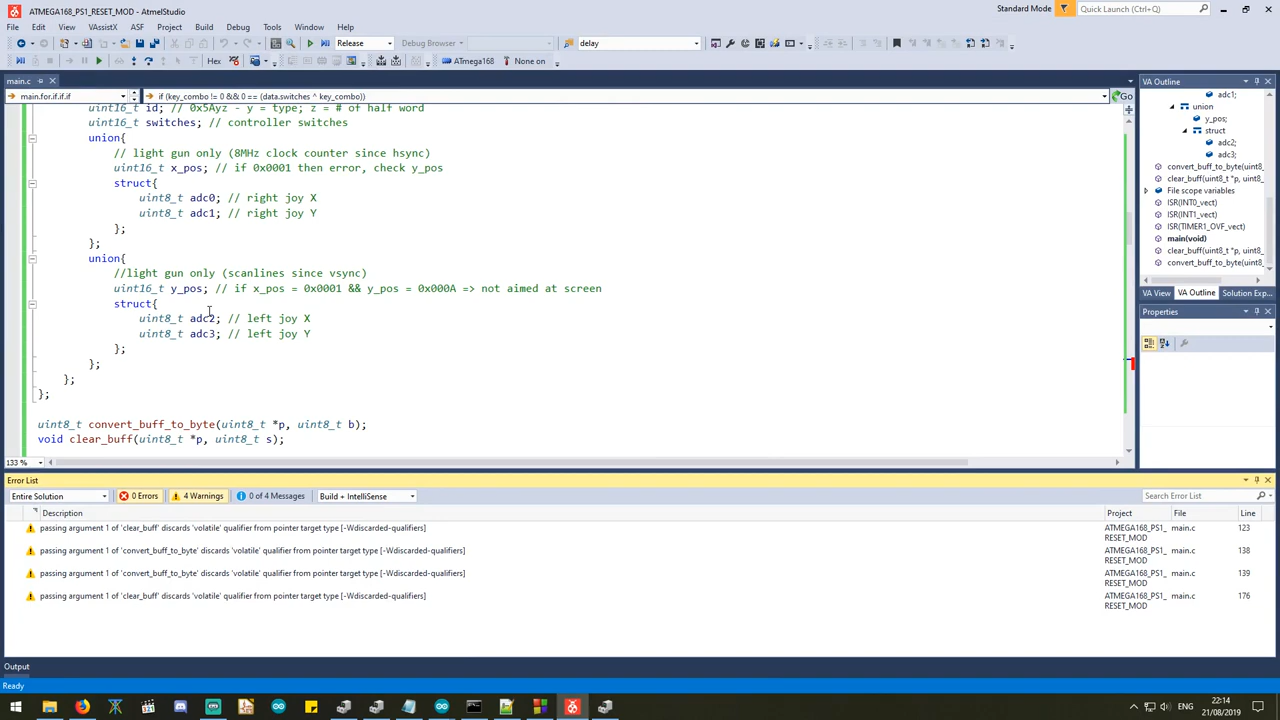 ATMEGA168_PS1_RESET_MOD - AtmelStudio
Standard Mode
Quick Launch (Ctrl+Q)
File Edit View VAssistX ASF Project Build Debug Tools Window Help
Release
Debug Browser
delay
Hex
ATmega168
None on
main.c
main.for.if.if.if
if (key_combo != 0 && 0 == (data.switches ^ key_combo))
Go
uint16_t id; // 0x5Ayz - y = type; z = # of half word
uint16_t switches; // controller switches
union{
// light gun only (8MHz clock counter since hsync)
uint16_t x_pos; // if 0x0001 then error, check y_pos
struct{
uint8_t adc0; // right joy X
uint8_t adc1; // right joy Y
};
};
union{
//light gun only (scanlines since vsync)
uint16_t y_pos; // if x_pos = 0x0001 && y_pos = 0x000A => not aimed at screen
struct{
uint8_t adc2; // left joy X
uint8_t adc3; // left joy Y
};
};
};
};
uint8_t convert_buff_to_byte(uint8_t *p, uint8_t b);
void clear_buff(uint8_t *p, uint8_t s);
133 %
VA Outline
adc1;
union
y_pos;
struct
adc2;
adc3;
convert_buff_to_byte(uint8_t
clear_buff(uint8_t *p, uint8_
File scope variables
ISR(INT0_vect)
ISR(INT1_vect)
ISR(TIMER1_OVF_vect)
main(void)
clear_buff(uint8_t *p, uint8_
convert_buff_to_byte(uint8_t
VA View VA Outline Solution Exp...
Properties
Error List
Entire Solution
0 Errors
4 Warnings
0 of 4 Messages
Build + IntelliSense
Search Error List
Description Project File Line
passing argument 1 of 'clear_buff' discards 'volatile' qualifier from pointer target type [-Wdiscarded-qualifiers] ATMEGA168_PS1_RESET_MOD main.c 123
passing argument 1 of 'convert_buff_to_byte' discards 'volatile' qualifier from pointer target type [-Wdiscarded-qualifiers] ATMEGA168_PS1_RESET_MOD main.c 138
passing argument 1 of 'convert_buff_to_byte' discards 'volatile' qualifier from pointer target type [-Wdiscarded-qualifiers] ATMEGA168_PS1_RESET_MOD main.c 139
passing argument 1 of 'clear_buff' discards 'volatile' qualifier from pointer target type [-Wdiscarded-qualifiers] ATMEGA168_PS1_RESET_MOD main.c 176
Output
Ready
ENG
22:14
21/08/2019